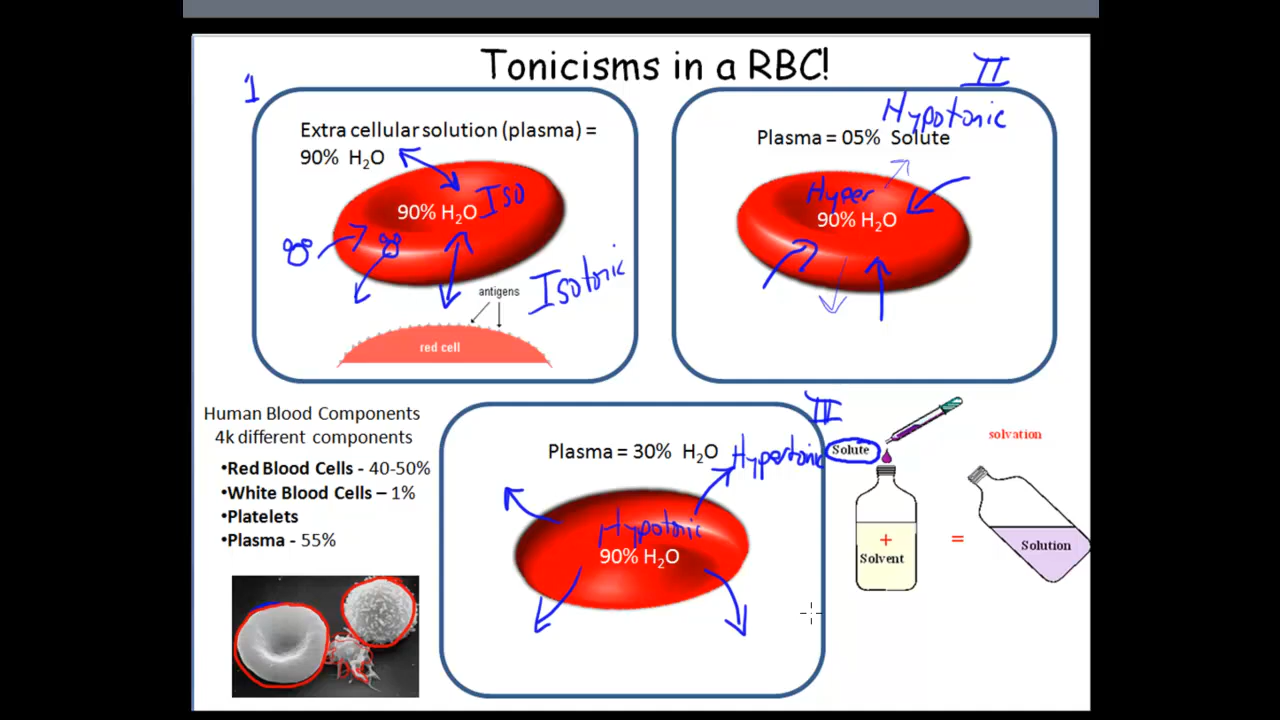 Tonicisms in a RBC!
1
Extra cellular solution (plasma) =
90% H₂O
90% H₂O Iso
Isotonic
antigens
red cell
II
Hypotonic
Plasma = 05% Solute
Hyper
90% H₂O
Human Blood Components
4k different components
•Red Blood Cells - 40-50%
•White Blood Cells – 1%
•Platelets
•Plasma - 55%
III
Plasma = 30% H₂O
Hypertonic
Hypotonic
90% H₂O
Solute
solvation
+
Solvent
=
Solution